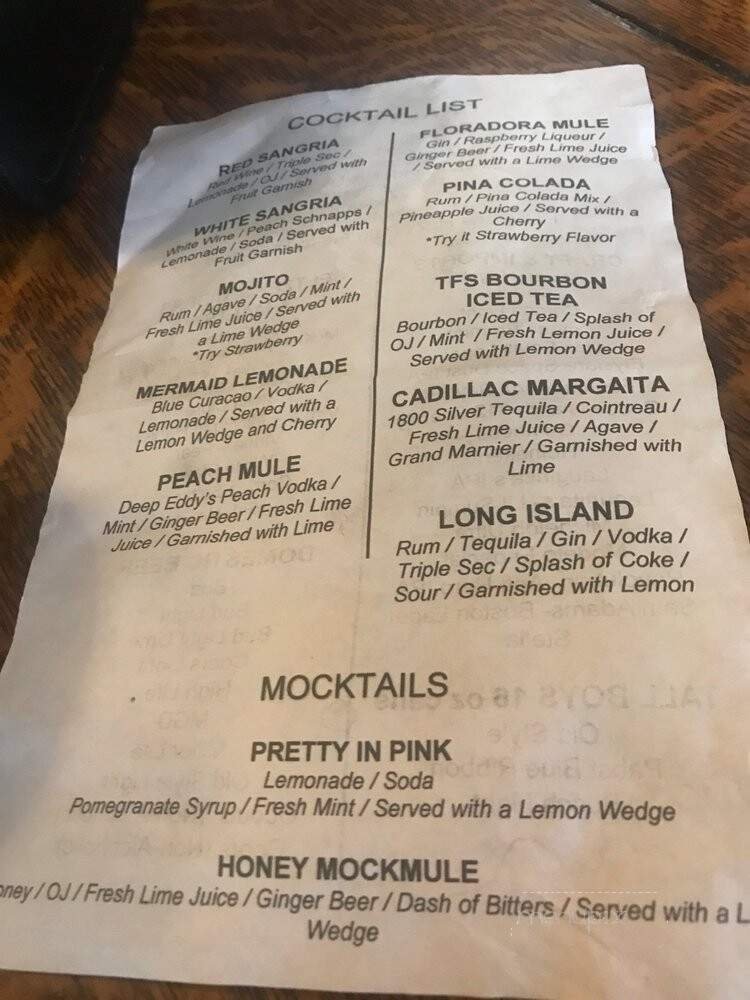 COCKTAIL LIST
RED SANGRIA
Red Wine / Triple Sec /
Lemonade / OJ / Served with
Fruit Garnish
WHITE SANGRIA
White Wine / Peach Schnapps /
Lemonade / Soda / Served with
Fruit Garnish
MOJITO
Rum / Agave / Soda / Mint /
Fresh Lime Juice / Served with
a Lime Wedge
*Try Strawberry
MERMAID LEMONADE
Blue Curacao / Vodka /
Lemonade / Served with a
Lemon Wedge and Cherry
PEACH MULE
Deep Eddy's Peach Vodka /
Mint / Ginger Beer / Fresh Lime
Juice / Garnished with Lime
FLORADORA MULE
Gin / Raspberry Liqueur /
Ginger Beer / Fresh Lime Juice
/ Served with a Lime Wedge
PINA COLADA
Rum / Pina Colada Mix /
Pineapple Juice / Served with a
Cherry
*Try it Strawberry Flavor
TFS BOURBON
ICED TEA
Bourbon / Iced Tea / Splash of
OJ / Mint / Fresh Lemon Juice /
Served with Lemon Wedge
CADILLAC MARGAITA
1800 Silver Tequila / Cointreau /
Fresh Lime Juice / Agave /
Grand Marnier / Garnished with
Lime
LONG ISLAND
Rum / Tequila / Gin / Vodka /
Triple Sec / Splash of Coke /
Sour / Garnished with Lemon
MOCKTAILS
PRETTY IN PINK
Lemonade / Soda
Pomegranate Syrup / Fresh Mint / Served with a Lemon Wedge
HONEY MOCKMULE
oney / OJ / Fresh Lime Juice / Ginger Beer / Dash of Bitters / Served with a L
Wedge